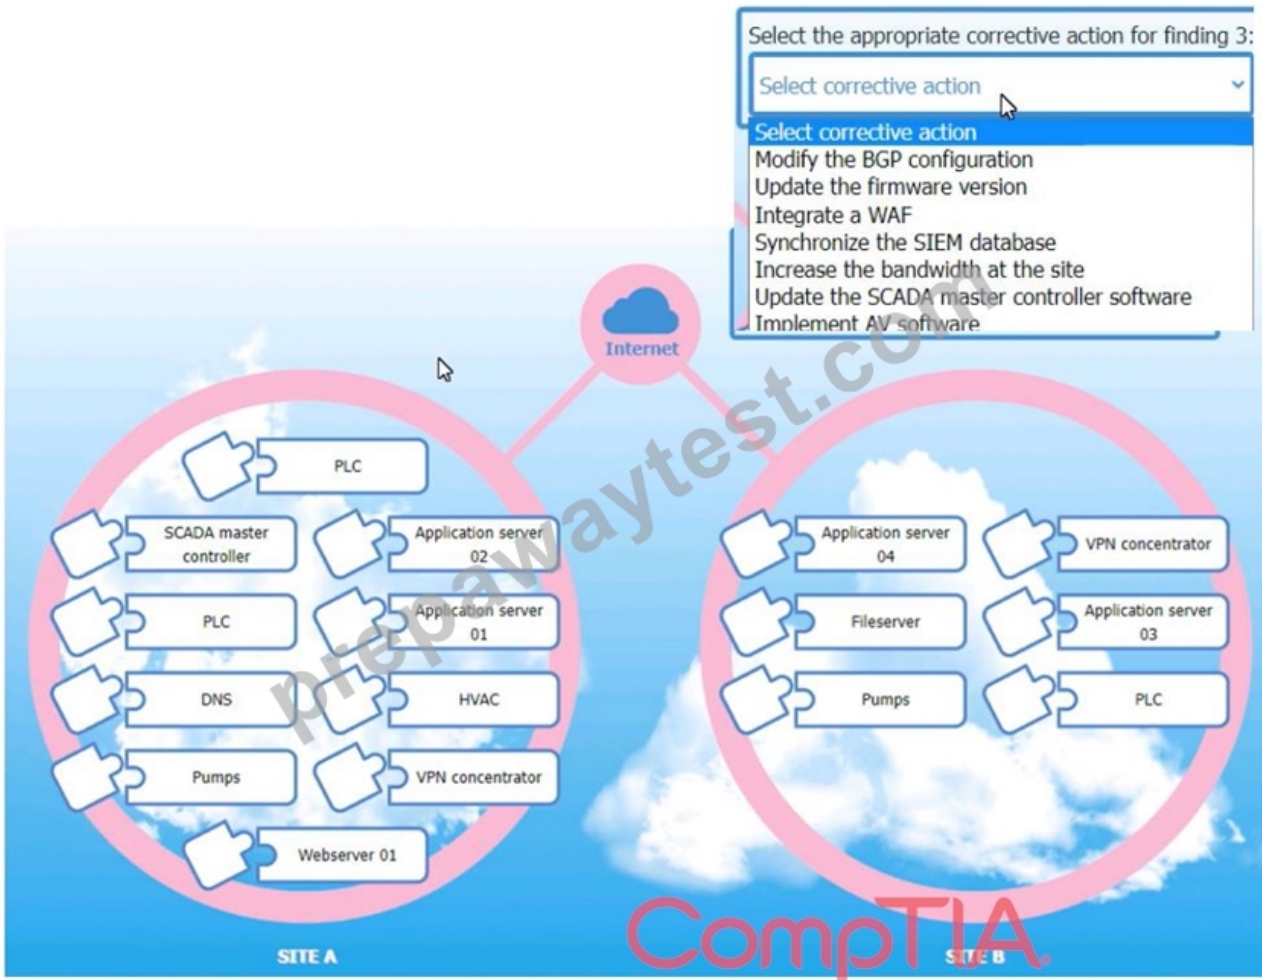 Select the appropriate corrective action for finding 3:
Select corrective action
Select corrective action
Modify the BGP configuration
Update the firmware version
Integrate a WAF
Synchronize the SIEM database
Increase the bandwidth at the site
Update the SCADA master controller software
Implement AV software
Internet
PLC
SCADA master
controller
Application server
02
PLC
Application server
01
DNS
HVAC
Pumps
VPN concentrator
Webserver 01
SITE A
Application server
04
VPN concentrator
Fileserver
Application server
03
Pumps
PLC
SITE B
prepawaytest.com
CompTIA.